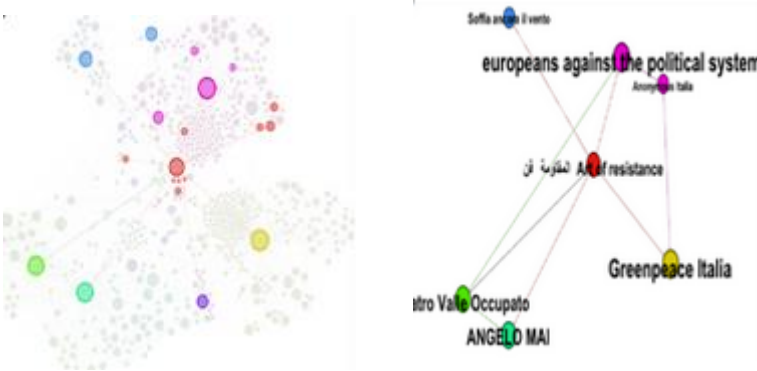 Soffia ancora il vento
europeans against the political system
Anonymous Italia
المقاومة فن Art of resistance
Greenpeace Italia
atro Valle Occupato
ANGELO MAI